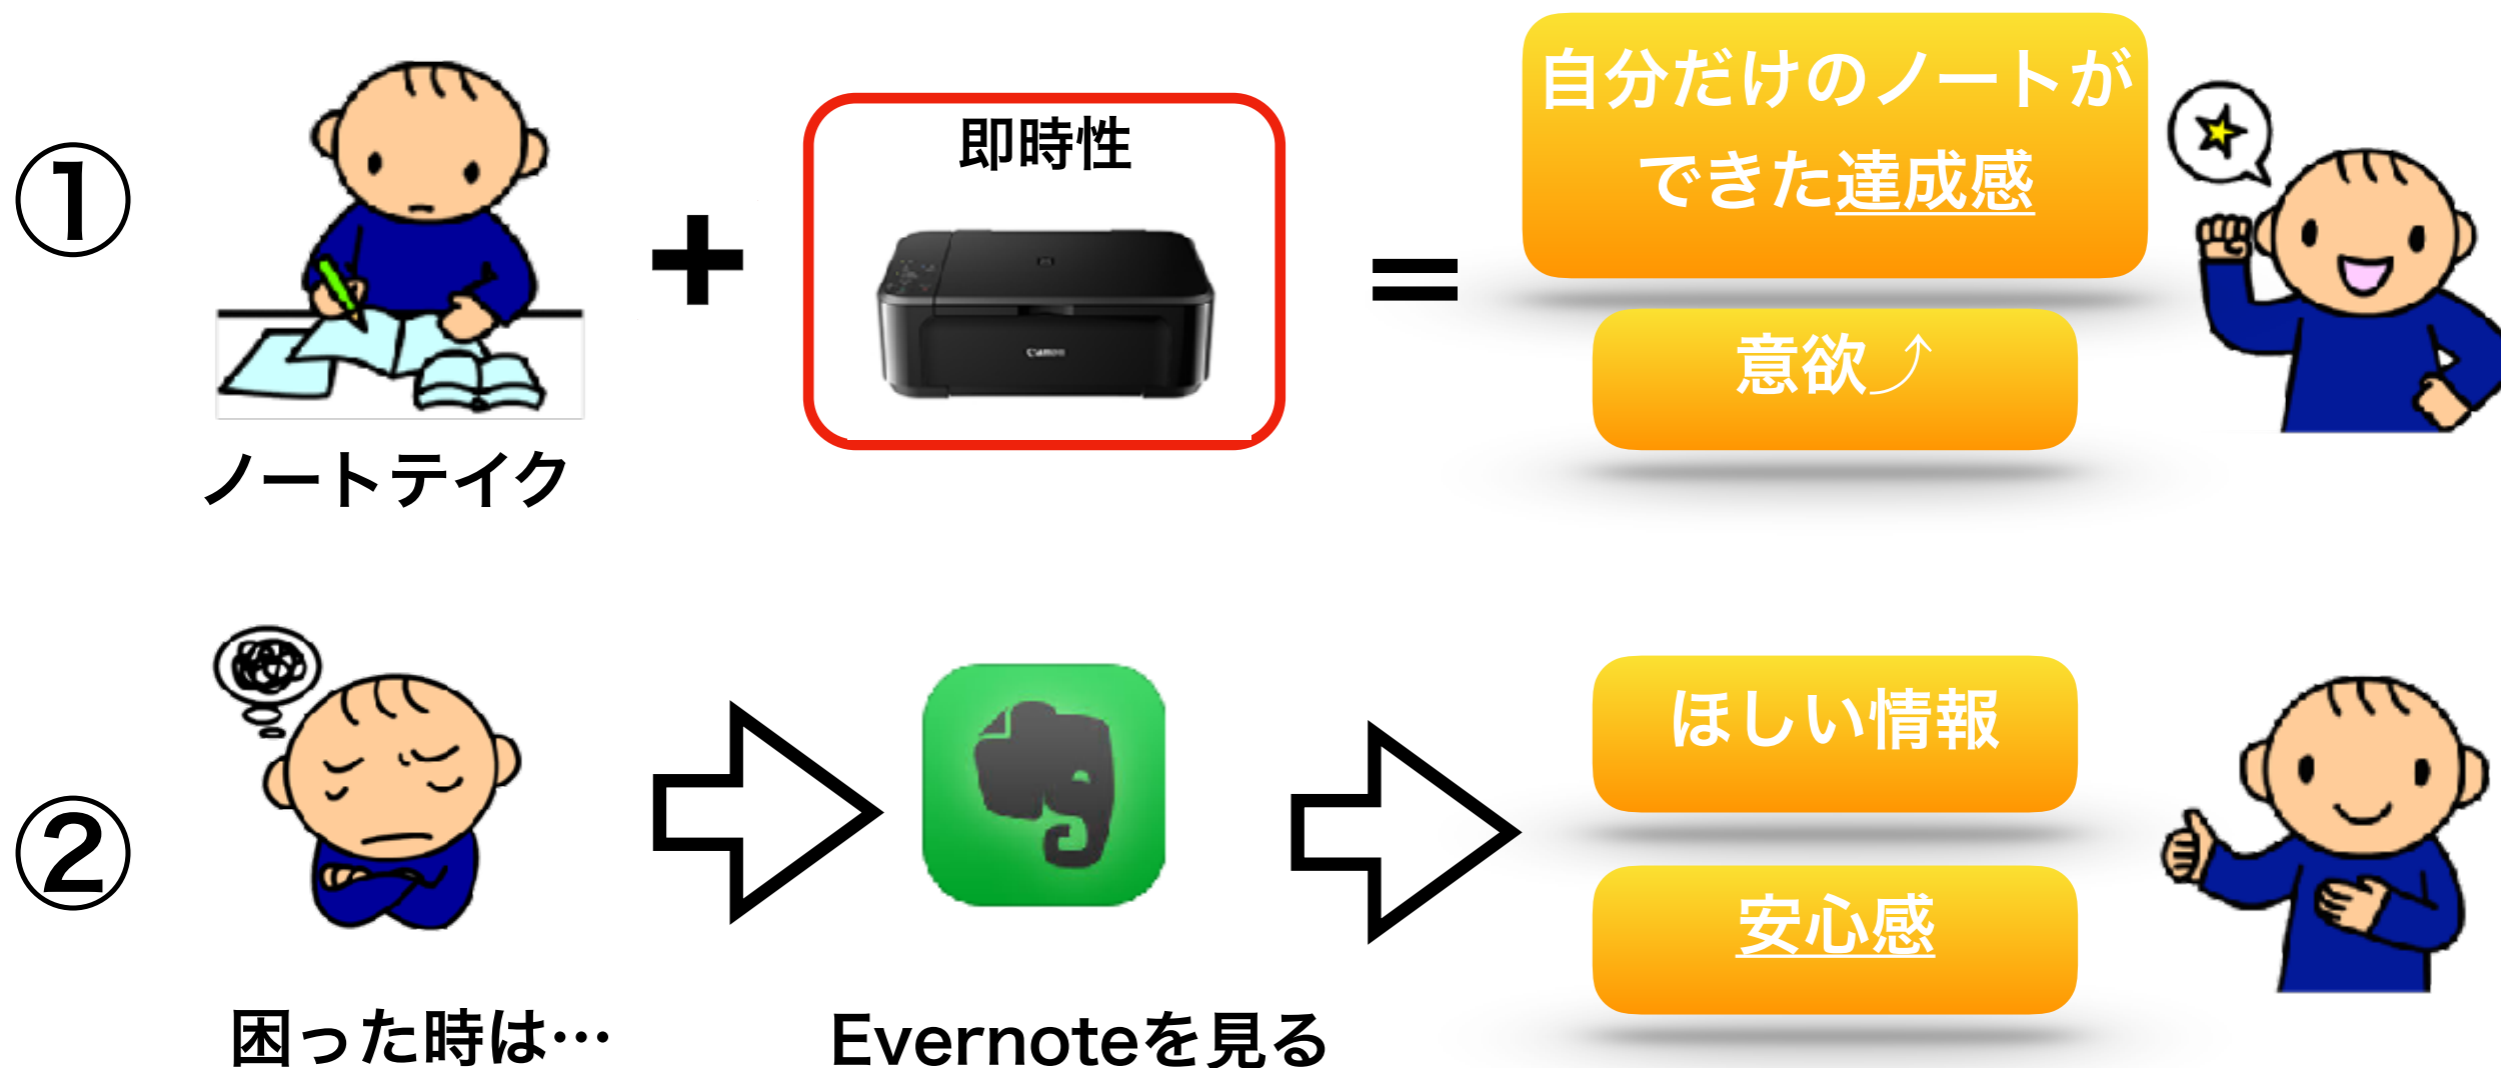 ①
ノートテイク
+
即時性
Canon
=
自分だけのノートが
できた達成感
意欲⤴
②
困った時は…
Evernoteを見る
ほしい情報
安心感